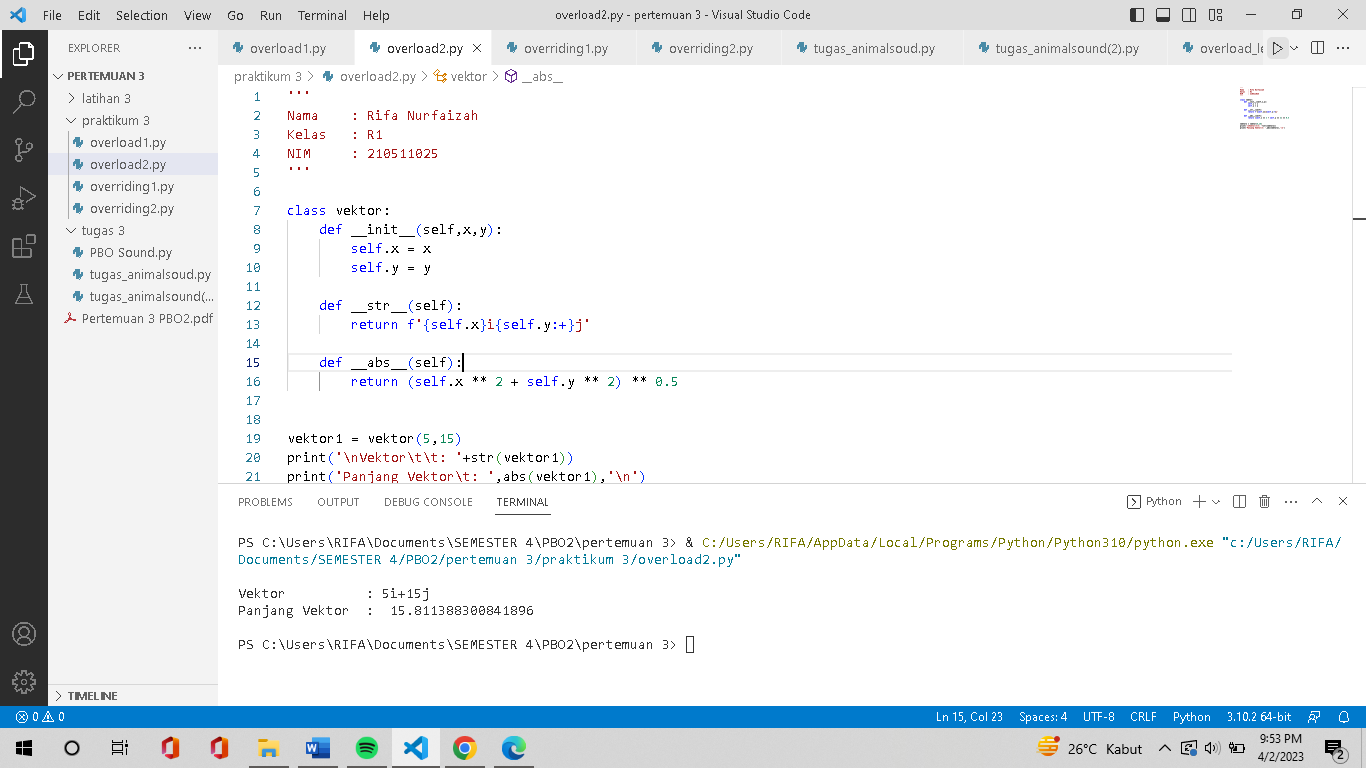 File Edit Selection View Go Run Terminal Help
overload2.py - pertemuan 3 - Visual Studio Code
EXPLORER
PERTEMUAN 3
latihan 3
praktikum 3
overload1.py
overload2.py
overriding1.py
overriding2.py
tugas 3
PBO Sound.py
tugas_animalsoud.py
tugas_animalsound(...
Pertemuan 3 PBO2.pdf
TIMELINE
overload1.py overload2.py overriding1.py overriding2.py tugas_animalsoud.py tugas_animalsound(2).py overload_le
praktikum 3 > overload2.py > vektor > __abs__
1 '''
2 Nama    : Rifa Nurfaizah
3 Kelas   : R1
4 NIM     : 210511025
5 '''
6
7 class vektor:
8     def __init__(self,x,y):
9         self.x = x
10         self.y = y
11
12     def __str__(self):
13         return f'{self.x}i{self.y:+}j'
14
15     def __abs__(self):
16         return (self.x ** 2 + self.y ** 2) ** 0.5
17
18
19 vektor1 = vektor(5,15)
20 print('\nVektor\t\t: '+str(vektor1))
21 print('Panjang Vektor\t: ',abs(vektor1),'\n')
PROBLEMS OUTPUT DEBUG CONSOLE TERMINAL
Python
PS C:\Users\RIFA\Documents\SEMESTER 4\PBO2\pertemuan 3> & C:/Users/RIFA/AppData/Local/Programs/Python/Python310/python.exe "c:/Users/RIFA/
Documents/SEMESTER 4/PBO2/pertemuan 3/praktikum 3/overload2.py"
Vektor          : 5i+15j
Panjang Vektor  :  15.811388300841896
PS C:\Users\RIFA\Documents\SEMESTER 4\PBO2\pertemuan 3>
0 0
Ln 15, Col 23 Spaces: 4 UTF-8 CRLF Python 3.10.2 64-bit
26°C Kabut
9:53 PM
4/2/2023
2